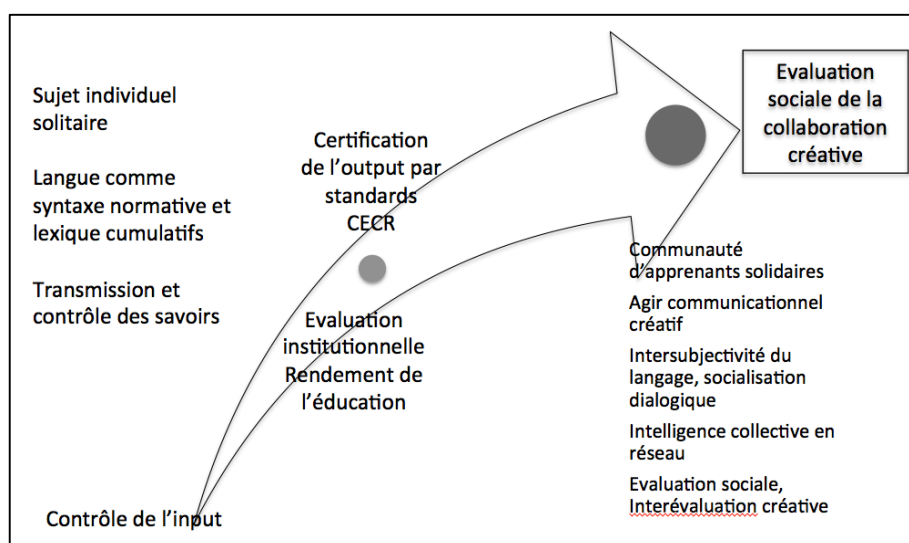 Sujet individuel
solitaire
Langue comme
syntaxe normative et
lexique cumulatifs
Transmission et
contrôle des savoirs
Contrôle de l’input
Certification
de l’output par
standards
CECR
Evaluation
institutionnelle
Rendement de
l’éducation
Evaluation
sociale de la
collaboration
créative
Communauté
d’apprenants solidaires
Agir communicationnel
créatif
Intersubjectivité du
langage, socialisation
dialogique
Intelligence collective en
réseau
Evaluation sociale,
Interévaluation créative